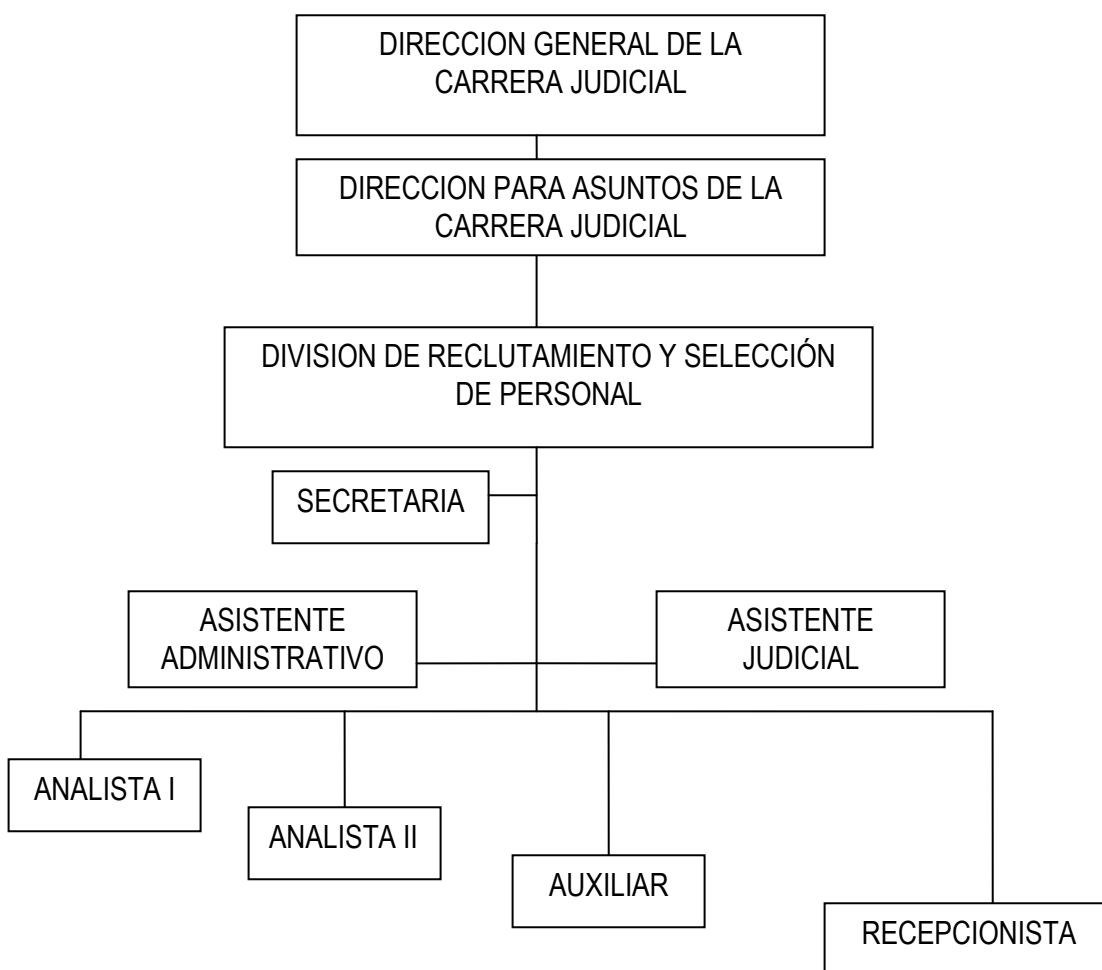 DIRECCION GENERAL DE LA
CARRERA JUDICIAL
DIRECCION PARA ASUNTOS DE LA
CARRERA JUDICIAL
DIVISION DE RECLUTAMIENTO Y SELECCIÓN
DE PERSONAL
SECRETARIA
ASISTENTE
ADMINISTRATIVO
ASISTENTE
JUDICIAL
ANALISTA I
ANALISTA II
AUXILIAR
RECEPCIONISTA